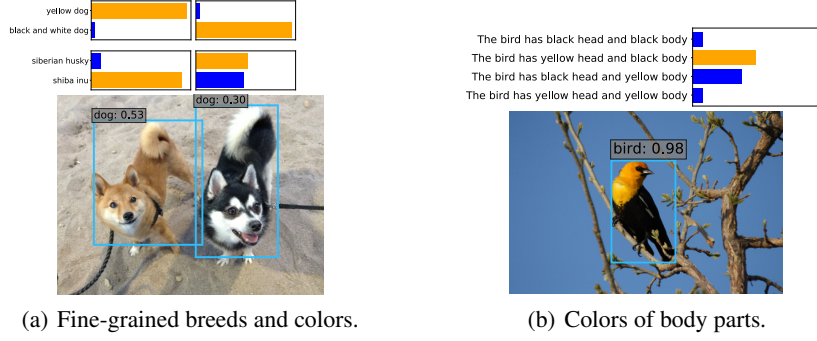 yellow dog
black and white dog
siberian husky
shiba inu
dog: 0.53
dog: 0.30
(a) Fine-grained breeds and colors.
The bird has black head and black body
The bird has yellow head and black body
The bird has black head and yellow body
The bird has yellow head and yellow body
bird: 0.98
(b) Colors of body parts.